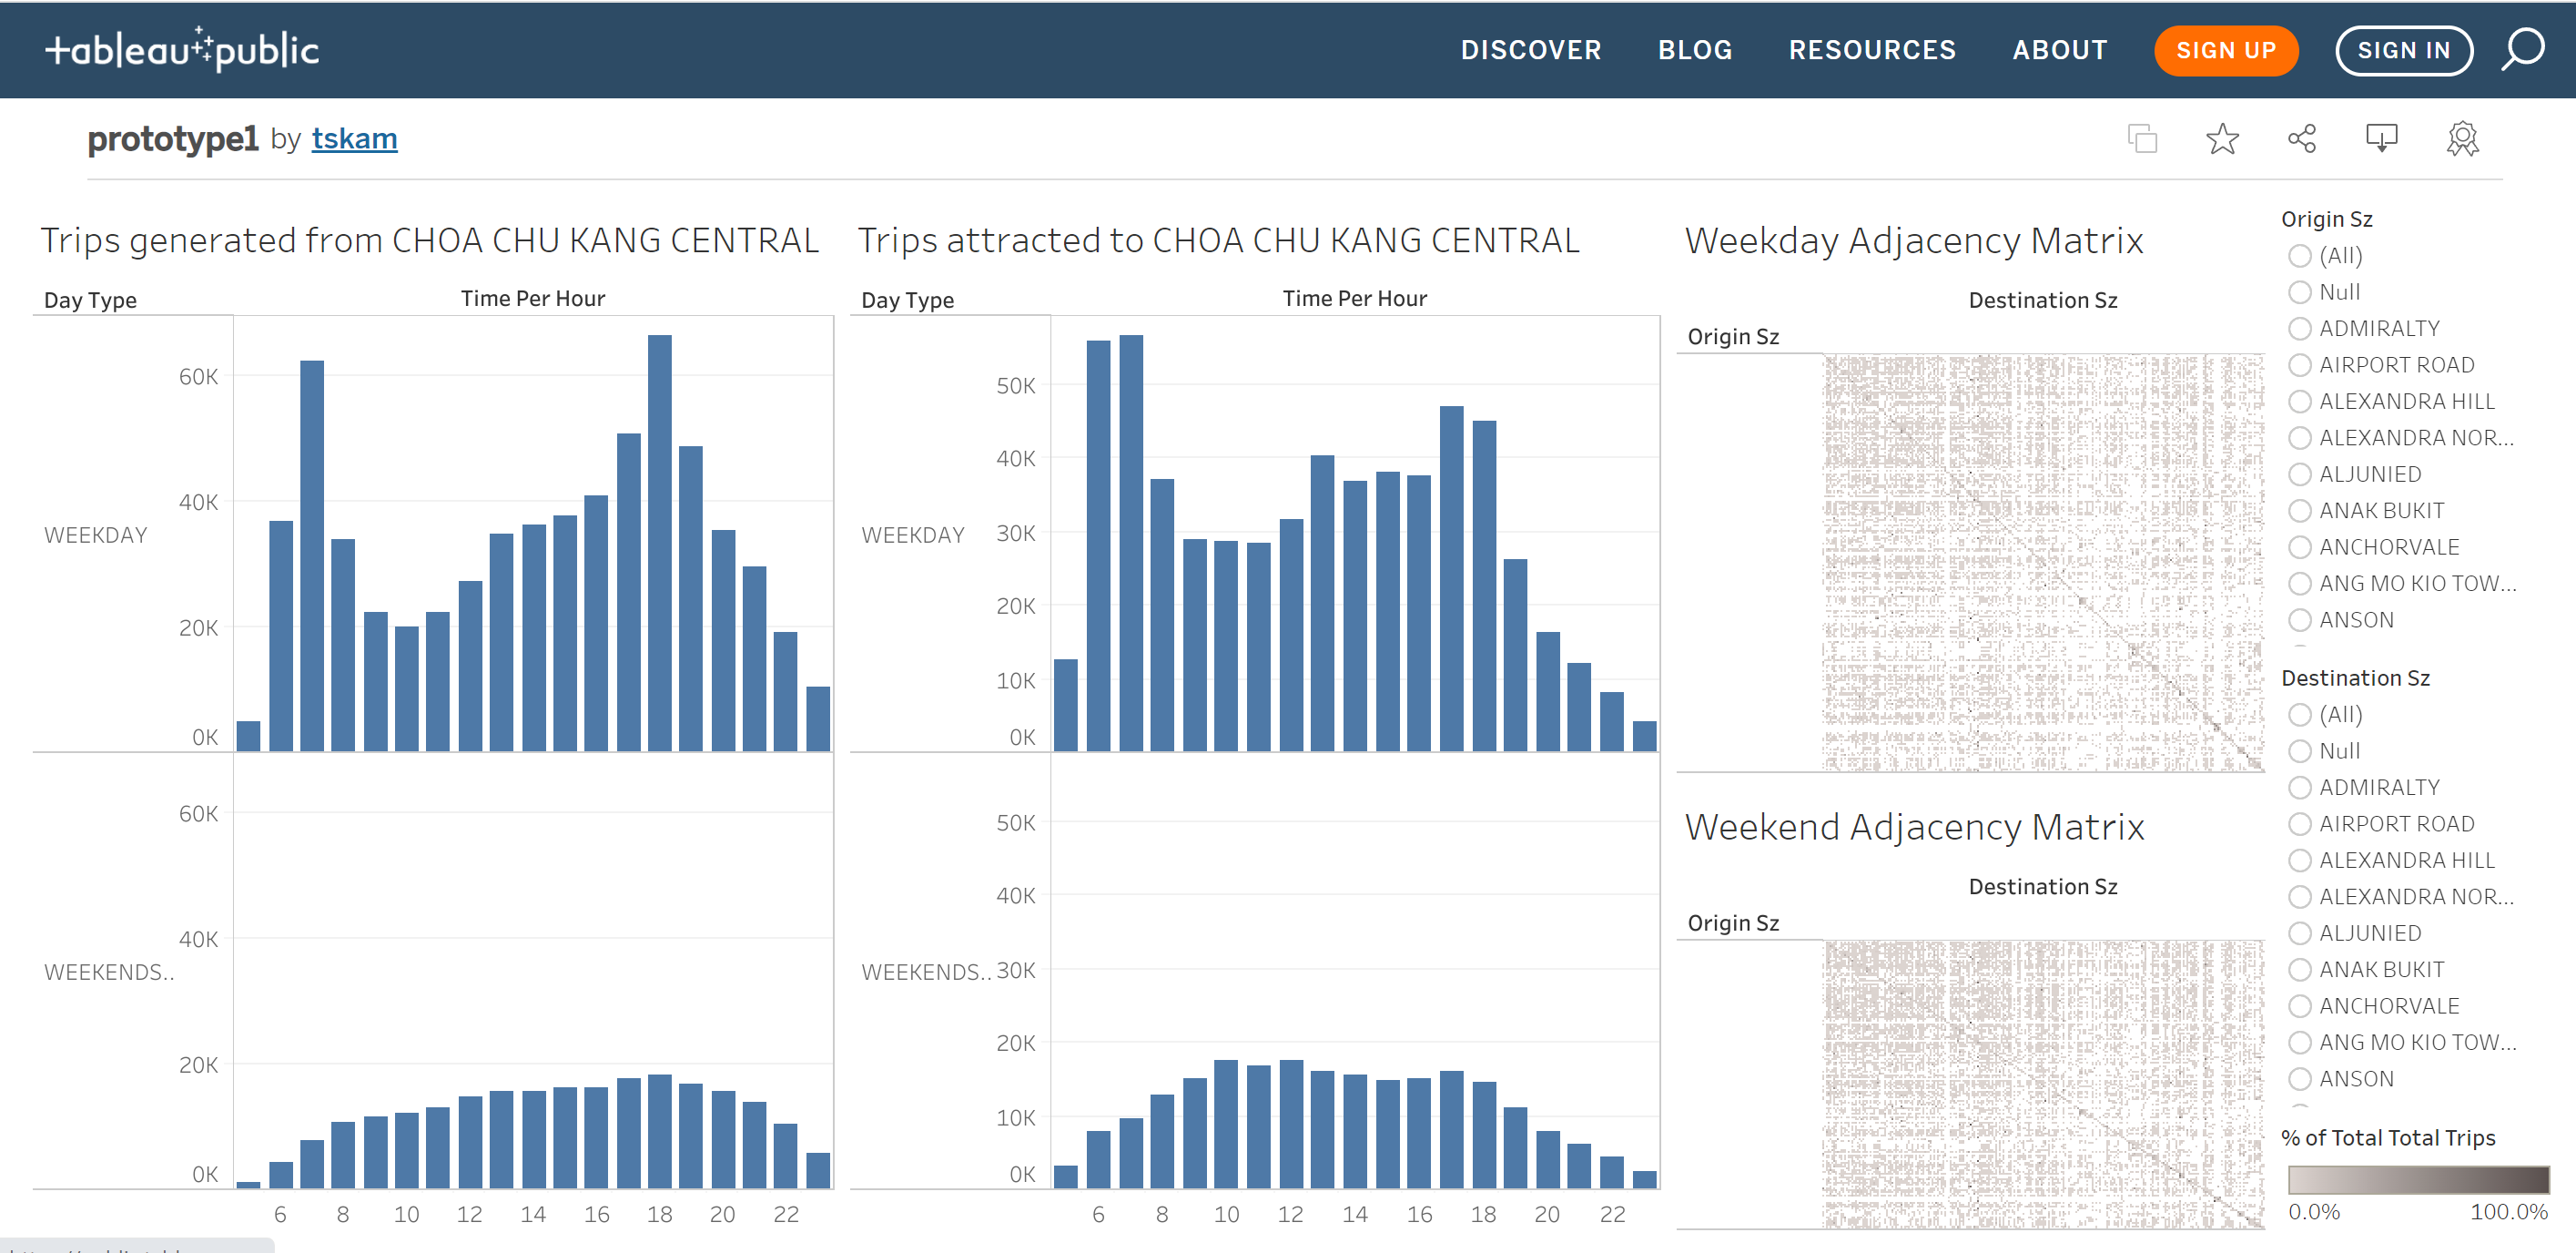 tableau public
DISCOVER BLOG RESOURCES ABOUT SIGN UP SIGN IN
prototype1 by tskam
Trips generated from CHOA CHU KANG CENTRAL
Day Type
Time Per Hour
WEEKDAY
60K
40K
20K
0K
WEEKENDS..
60K
40K
20K
0K
6 8 10 12 14 16 18 20 22
Trips attracted to CHOA CHU KANG CENTRAL
Day Type
Time Per Hour
WEEKDAY
50K
40K
30K
20K
10K
0K
WEEKENDS..
50K
40K
30K
20K
10K
0K
6 8 10 12 14 16 18 20 22
Weekday Adjacency Matrix
Destination Sz
Origin Sz
Weekend Adjacency Matrix
Destination Sz
Origin Sz
Origin Sz
(All)
Null
ADMIRALTY
AIRPORT ROAD
ALEXANDRA HILL
ALEXANDRA NOR...
ALJUNIED
ANAK BUKIT
ANCHORVALE
ANG MO KIO TOW...
ANSON
Destination Sz
(All)
Null
ADMIRALTY
AIRPORT ROAD
ALEXANDRA HILL
ALEXANDRA NOR...
ALJUNIED
ANAK BUKIT
ANCHORVALE
ANG MO KIO TOW...
ANSON
% of Total Total Trips
0.0% 100.0%